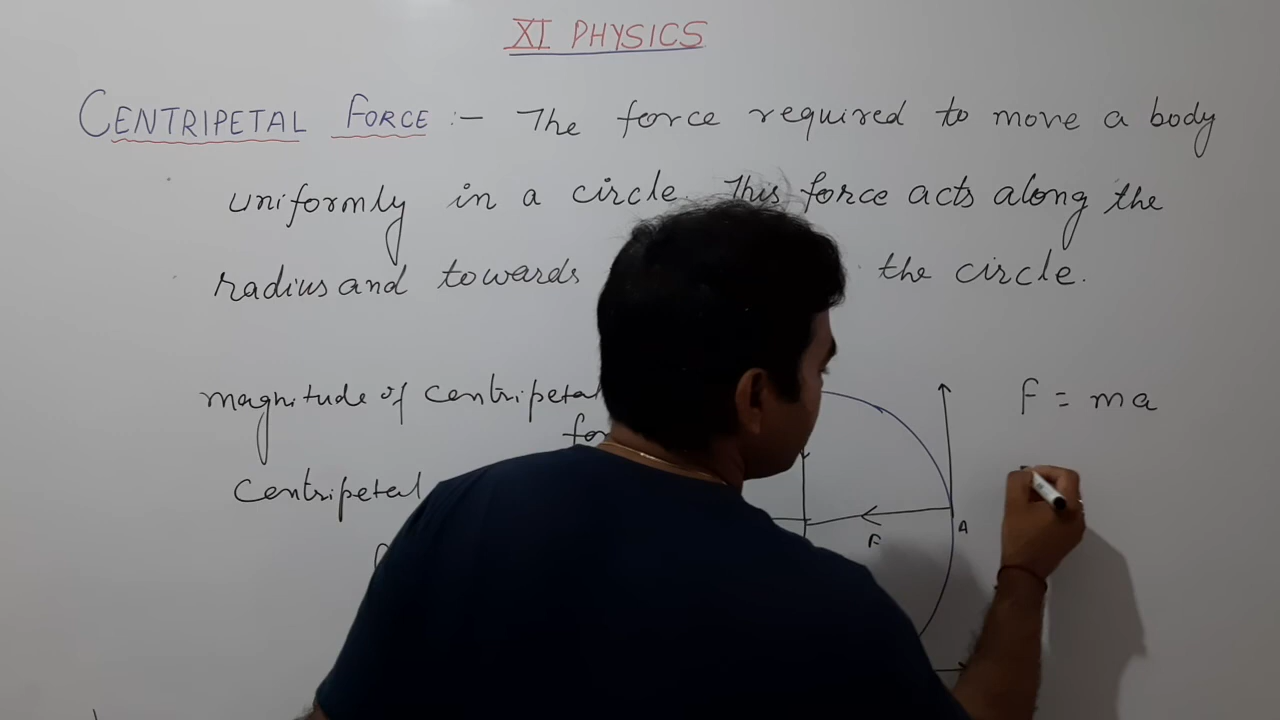 XI PHYSICS
CENTRIPETAL FORCE :- The force required to move a body
uniformly in a circle. This force acts along the
radius and towards the circle.
magnitude of centripetal
F = ma
Centripetal
F
A